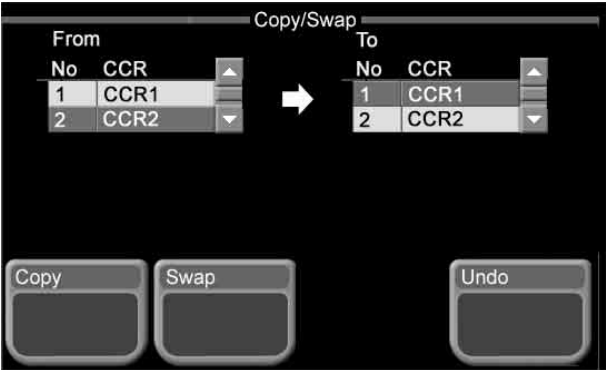 Copy/Swap
From To
No CCR No CCR
1 CCR1 1 CCR1
2 CCR2 2 CCR2
Copy Swap Undo